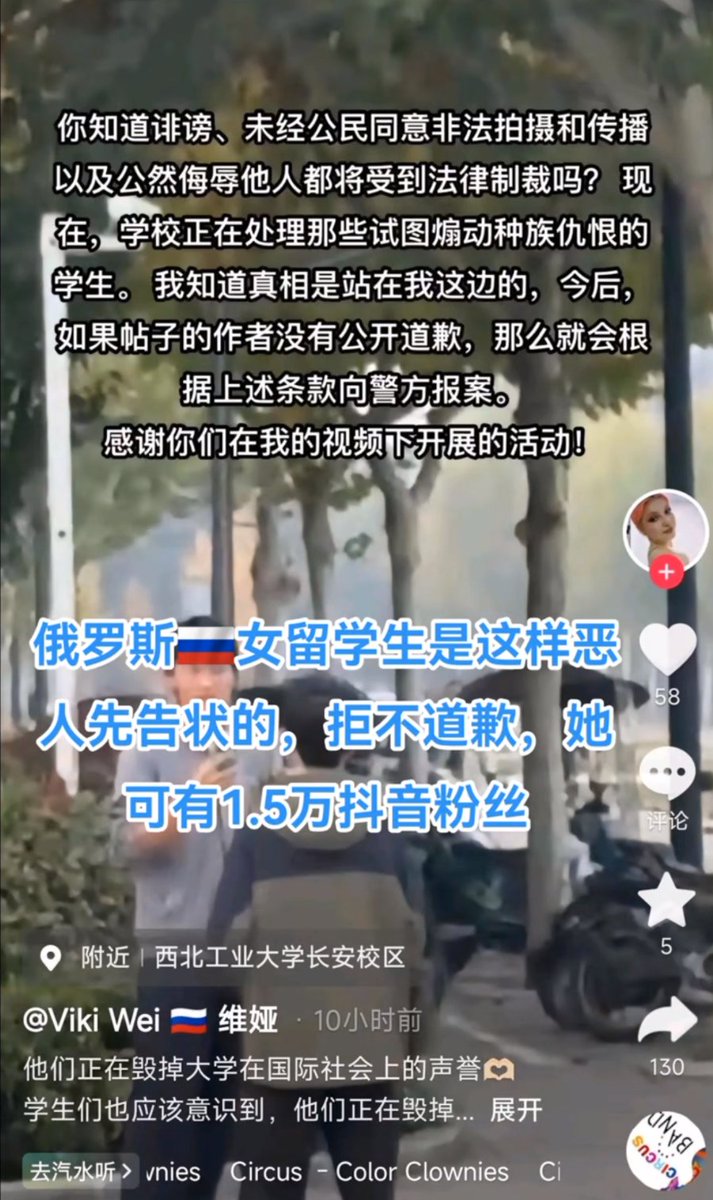 你知道诽谤、未经公民同意非法拍摄和传播
以及公然侮辱他人都将受到法律制裁吗? 现
在，学校正在处理那些试图煽动种族仇恨的
学生。我知道真相是站在我这边的，今后，
如果帖子的作者没有公开道歉，那么就会根
据上述条款向警方报案。
感谢你们在我的视频下开展的活动!
俄罗斯🇷🇺女留学生是这样恶
人先告状的，拒不道歉，她
可有1.5万抖音粉丝
58
评论
5
附近 | 西北工业大学长安校区
@Viki Wei 🇷🇺 维娅 · 10小时前
130
他们正在毁掉大学在国际社会上的声誉🫶🏼
学生们也应该意识到，他们正在毁掉... 展开
去汽水听 > wnies Circus - Color Clownies Ci
CIRCUS
BAND